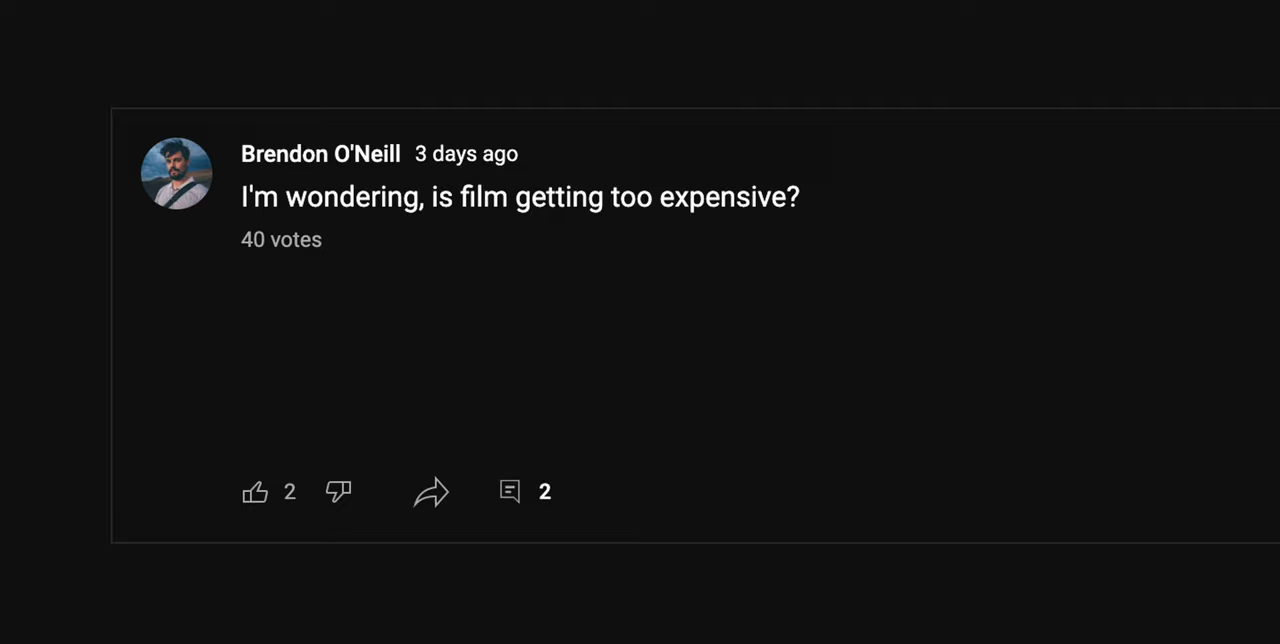 Brendon O'Neill 3 days ago
I'm wondering, is film getting too expensive?
40 votes
2 2